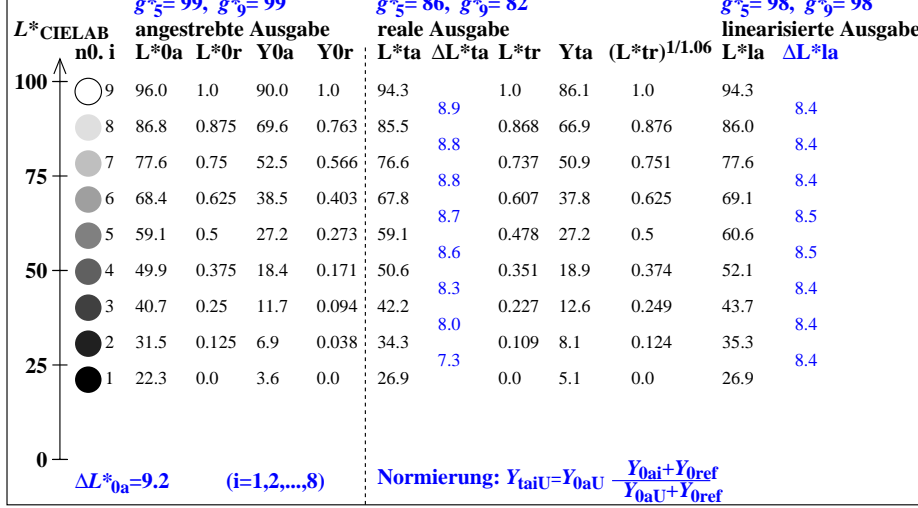 g*5= 99, g*9= 99 g*5= 86, g*9= 82 g*5= 98, g*9= 98
L*CIELAB angestrebte Ausgabe reale Ausgabe linearisierte Ausgabe
n0. i L*0a L*0r Y0a Y0r L*ta ΔL*ta L*tr Yta (L*tr)1/1.06 L*la ΔL*la
100 9 96.0 1.0 90.0 1.0 94.3 1.0 86.1 1.0 94.3
8.9 8.4
8 86.8 0.875 69.6 0.763 85.5 0.868 66.9 0.876 86.0
8.8 8.4
7 77.6 0.75 52.5 0.566 76.6 0.737 50.9 0.751 77.6
75 8.8 8.4
6 68.4 0.625 38.5 0.403 67.8 0.607 37.8 0.625 69.1
8.7 8.5
5 59.1 0.5 27.2 0.273 59.1 0.478 27.2 0.5 60.6
8.6 8.5
50 4 49.9 0.375 18.4 0.171 50.6 0.351 18.9 0.374 52.1
8.3 8.4
3 40.7 0.25 11.7 0.094 42.2 0.227 12.6 0.249 43.7
8.0 8.4
2 31.5 0.125 6.9 0.038 34.3 0.109 8.1 0.124 35.3
25 7.3 8.4
1 22.3 0.0 3.6 0.0 26.9 0.0 5.1 0.0 26.9
0
ΔL*0a=9.2 (i=1,2,...,8) Normierung: YtaiU=Y0aU Y0ai+Y0ref
Y0aU+Y0ref